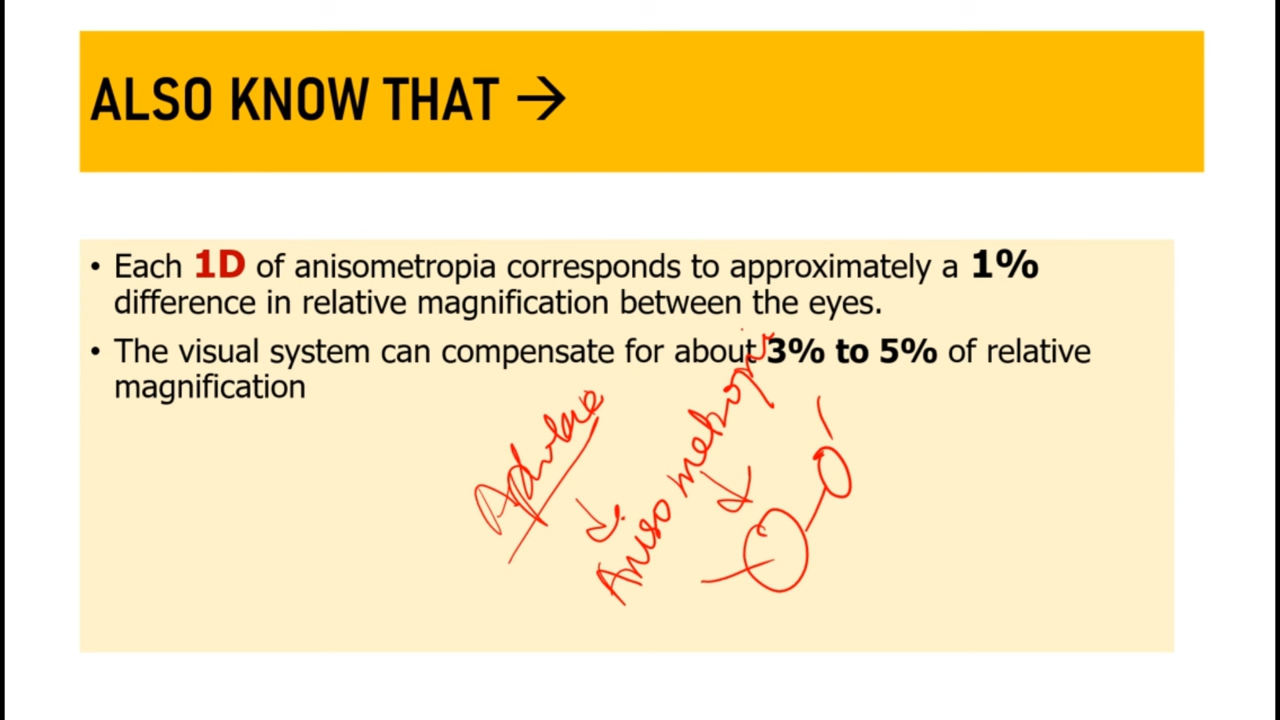 ALSO KNOW THAT →
• Each 1D of anisometropia corresponds to approximately a 1%
difference in relative magnification between the eyes.
• The visual system can compensate for about 3% to 5% of relative
magnification
Anisometropia